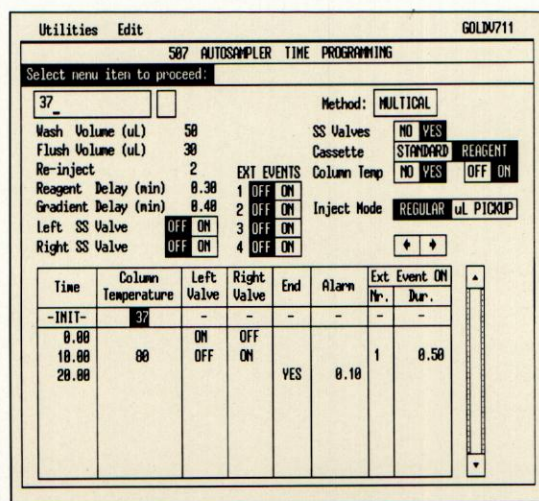 Utilities Edit GOLDV711
507 AUTOSAMPLER TIME PROGRAMMING
Select menu item to proceed:
37_ Method: MULTICAL
Wash Volume (uL) 50 SS Valves NO YES
Flush Volume (uL) 30 Cassette STANDARD REAGENT
Re-inject 2 EXT EVENTS Column Temp NO YES OFF ON
Reagent Delay (min) 0.30 1 OFF ON
Gradient Delay (min) 0.40 2 OFF ON Inject Mode REGULAR uL PICKUP
Left SS Valve OFF ON 3 OFF ON
Right SS Valve OFF ON 4 OFF ON
Time Column Temperature Left Valve Right Valve End Alarm Ext Event ON Nr. Dur.
-INIT- 37 - - - - - -
0.00 ON OFF
10.00 80 OFF ON 1 0.50
20.00 YES 0.10